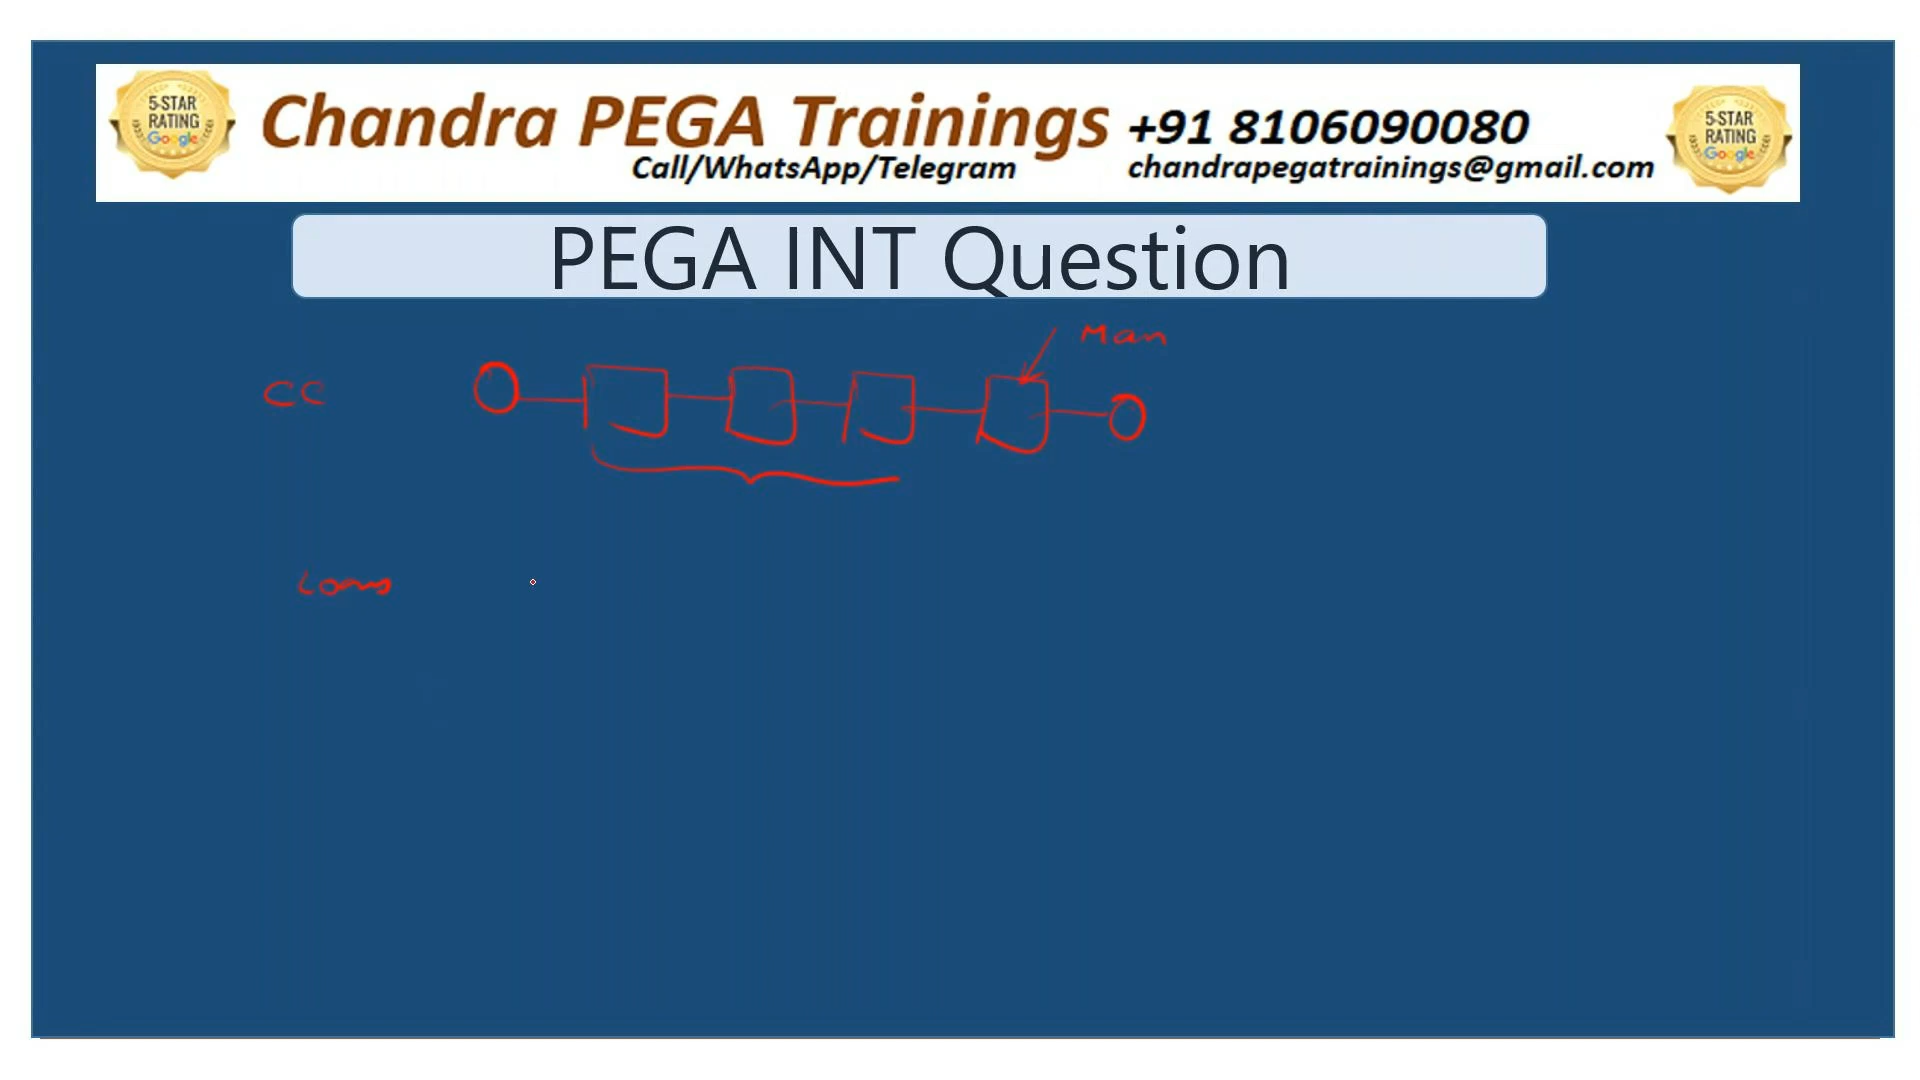 5-STAR
RATING
Google
Chandra PEGA Trainings
Call/WhatsApp/Telegram
+91 8106090080
chandrapegatrainings@gmail.com
5-STAR
RATING
Google
PEGA INT Question
Man
CC
Loans